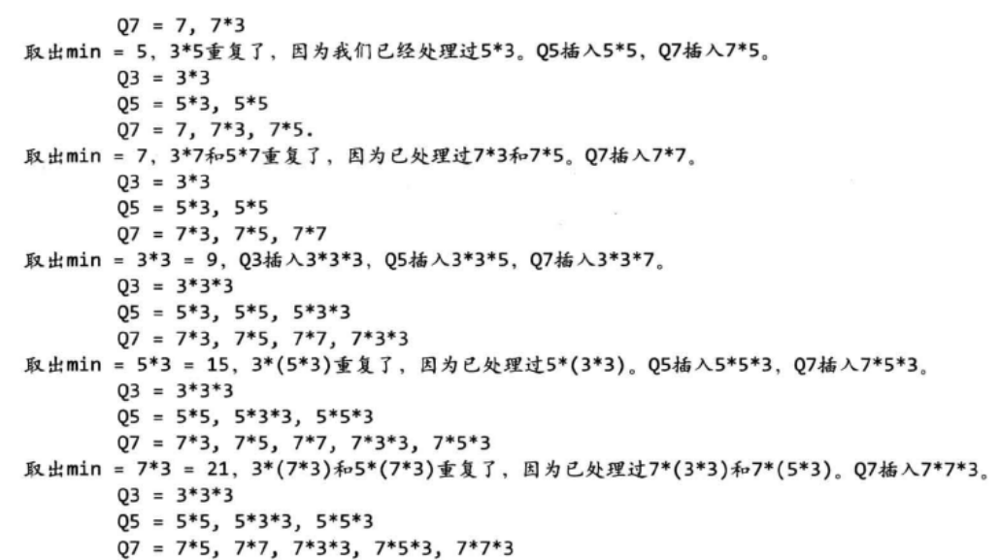 Q7 = 7, 7*3
取出min = 5, 3*5重复了, 因为我们已经处理过5*3。Q5插入5*5, Q7插入7*5。
Q3 = 3*3
Q5 = 5*3, 5*5
Q7 = 7, 7*3, 7*5.
取出min = 7, 3*7和5*7重复了, 因为已处理过7*3和7*5。Q7插入7*7。
Q3 = 3*3
Q5 = 5*3, 5*5
Q7 = 7*3, 7*5, 7*7
取出min = 3*3 = 9, Q3插入3*3*3, Q5插入3*3*5, Q7插入3*3*7。
Q3 = 3*3*3
Q5 = 5*3, 5*5, 5*3*3
Q7 = 7*3, 7*5, 7*7, 7*3*3
取出min = 5*3 = 15, 3*(5*3)重复了, 因为已处理过5*(3*3)。Q5插入5*5*3, Q7插入7*5*3。
Q3 = 3*3*3
Q5 = 5*5, 5*3*3, 5*5*3
Q7 = 7*3, 7*5, 7*7, 7*3*3, 7*5*3
取出min = 7*3 = 21, 3*(7*3)和5*(7*3)重复了, 因为已处理过7*(3*3)和7*(5*3)。Q7插入7*7*3。
Q3 = 3*3*3
Q5 = 5*5, 5*3*3, 5*5*3
Q7 = 7*5, 7*7, 7*3*3, 7*5*3, 7*7*3